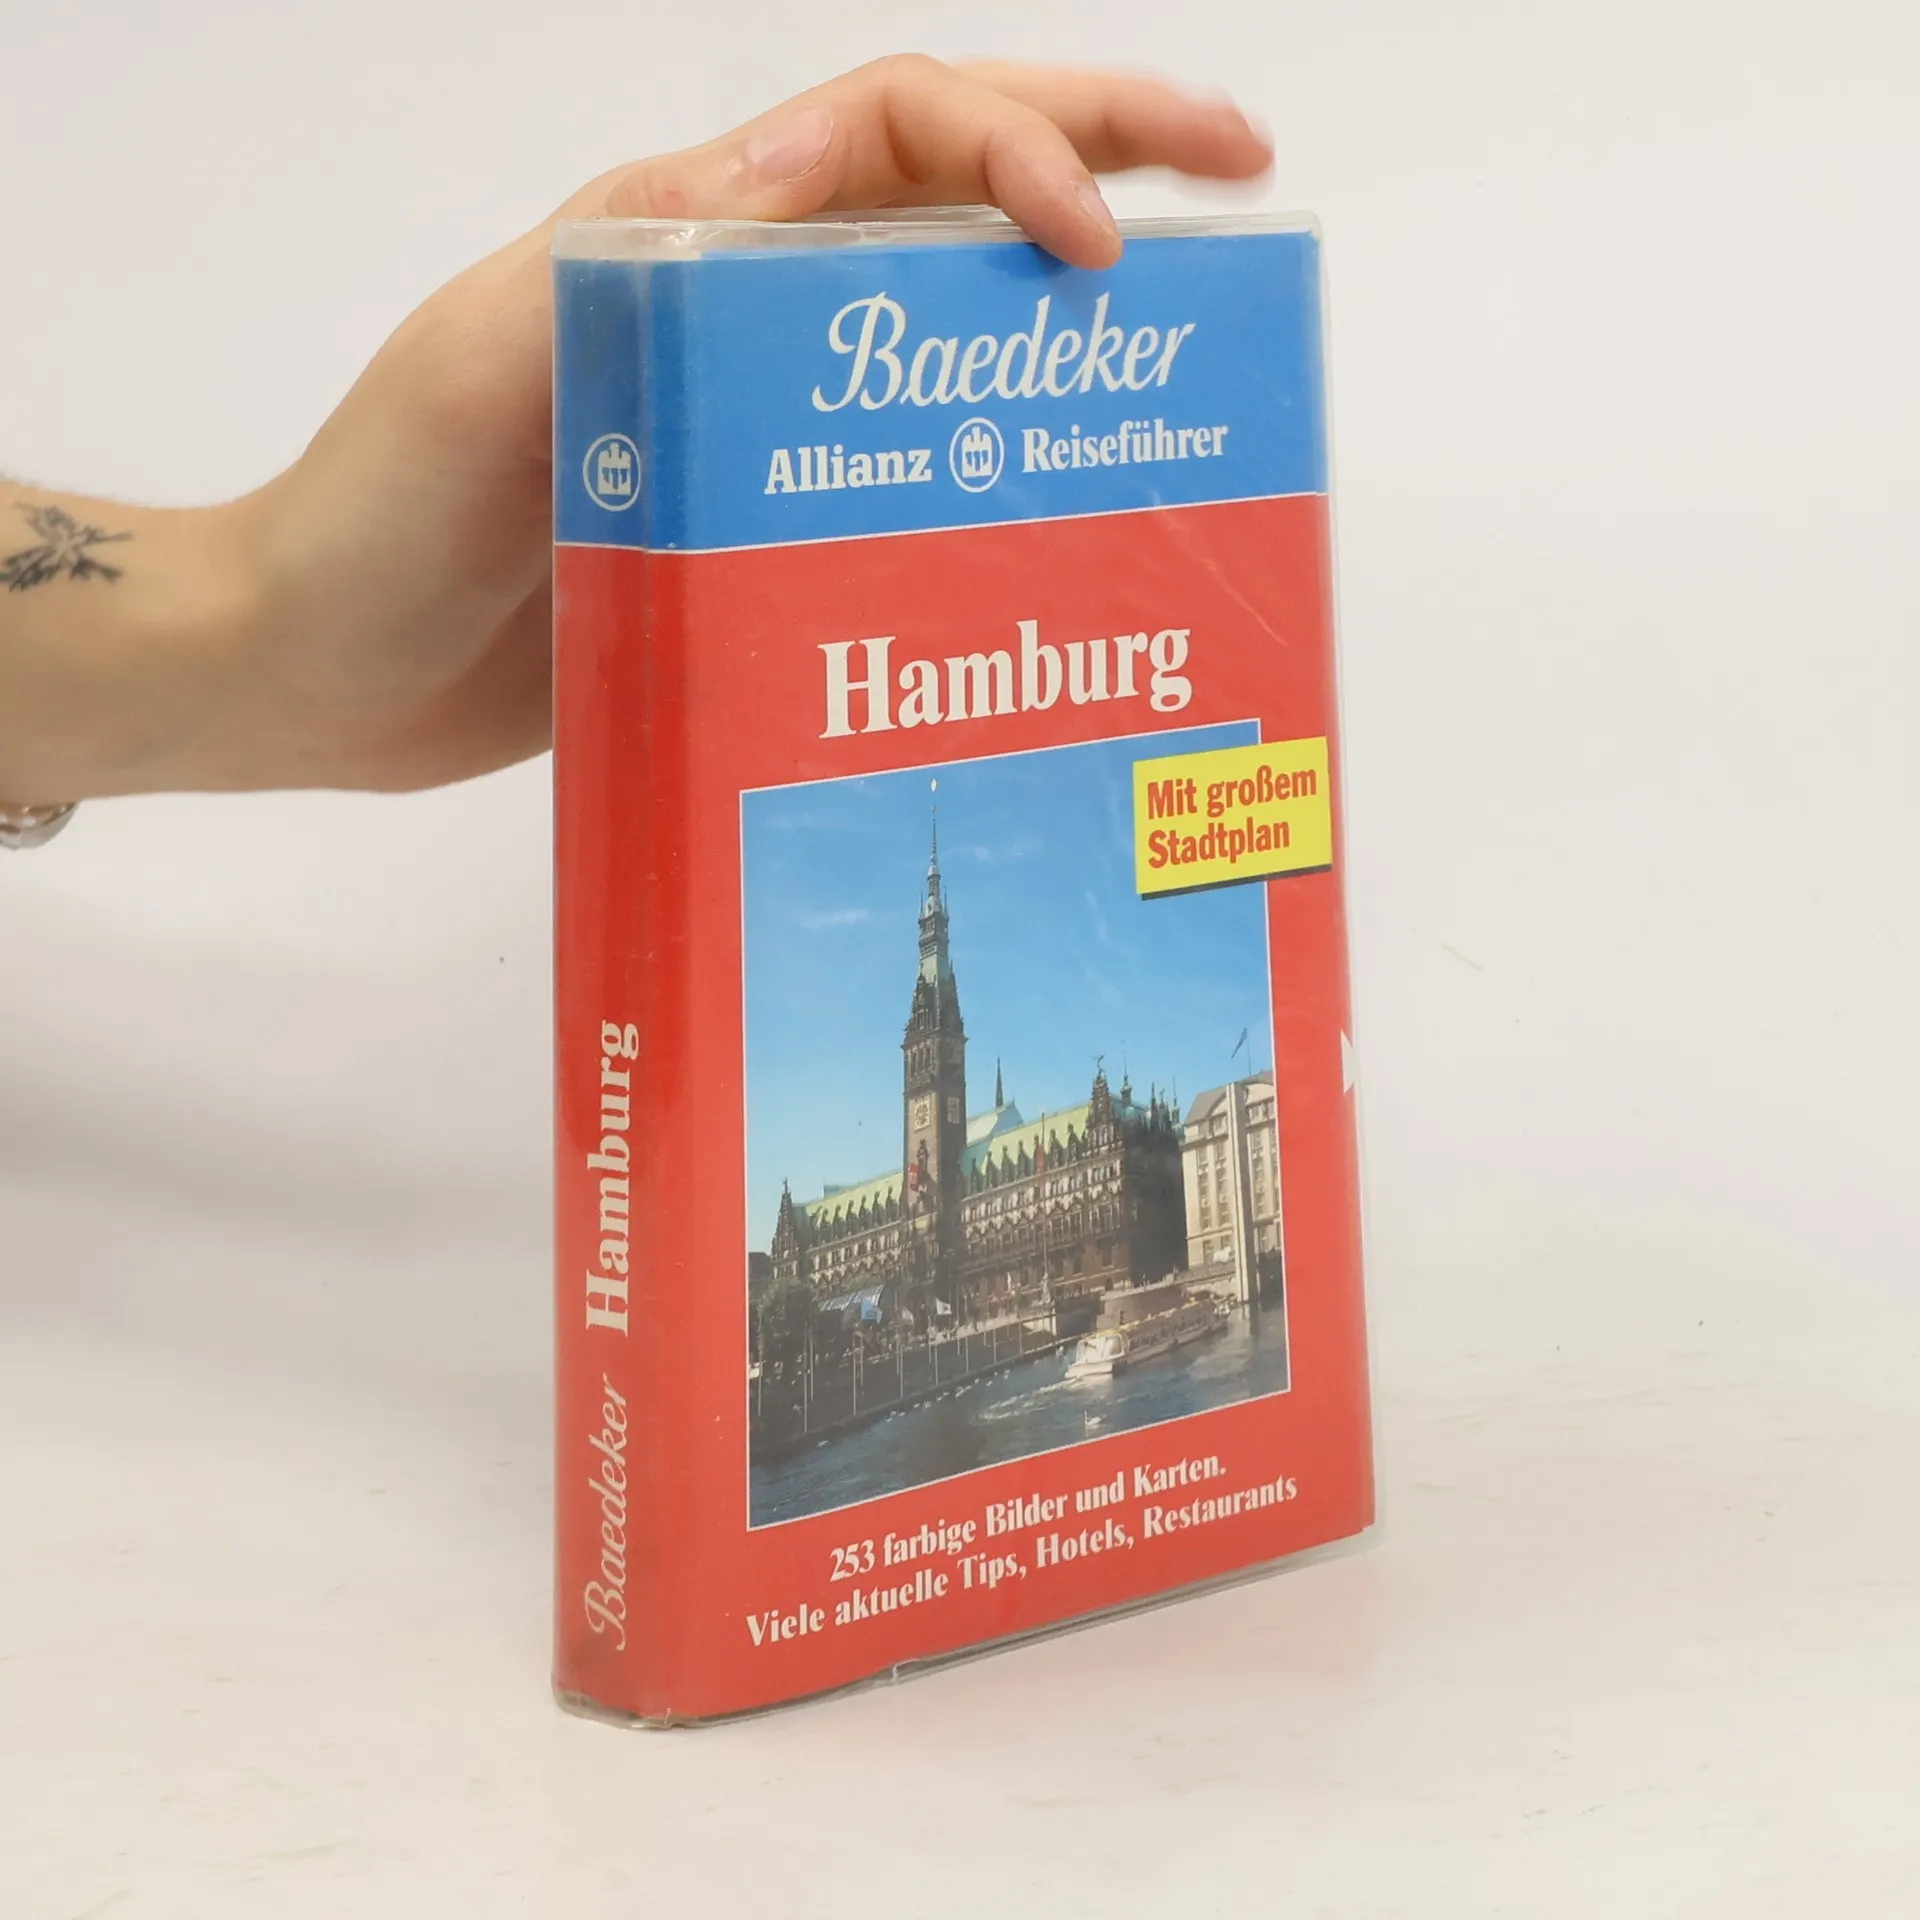 Baedeker
Allianz Reiseführer
Hamburg
Mit großem
Stadtplan
253 farbige Bilder und Karten.
Viele aktuelle Tips, Hotels, Restaurants
Baedeker Hamburg